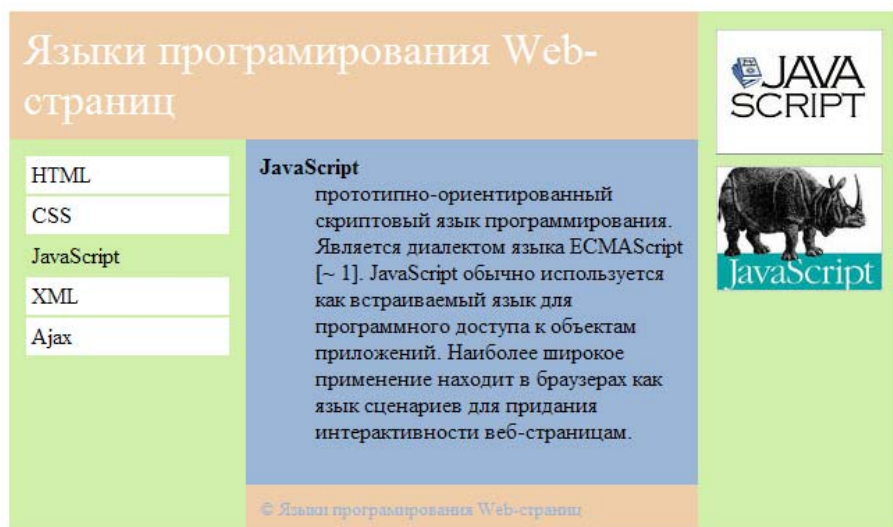 Языки програмирования Web-
страниц
JAVA
SCRIPT
HTML
CSS
JavaScript
XML
Ajax
JavaScript
прототипно-ориентированный
скриптовый язык программирования.
Является диалектом языка ECMAScript
[~ 1]. JavaScript обычно используется
как встраиваемый язык для
программного доступа к объектам
приложений. Наиболее широкое
применение находит в браузерах как
язык сценариев для придания
интерактивности веб-страницам.
JavaScript
© Языки програмирования Web-страниц